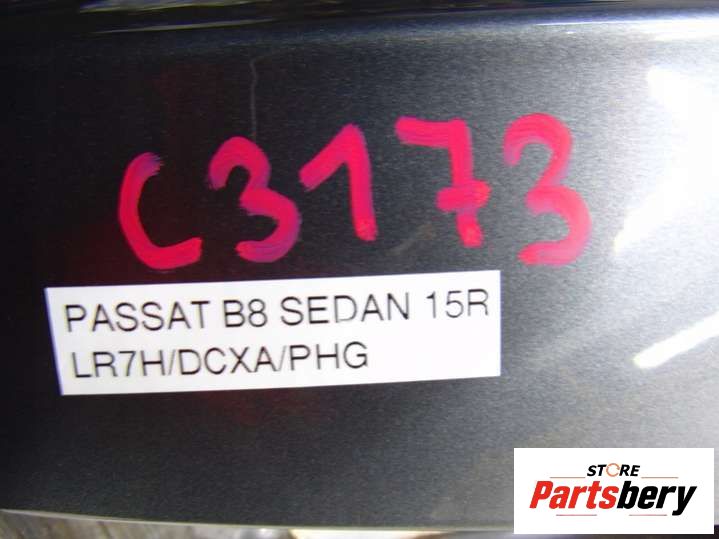 C3173
PASSAT B8 SEDAN 15R
LR7H/DCXA/PHG
STORE
Partsbery